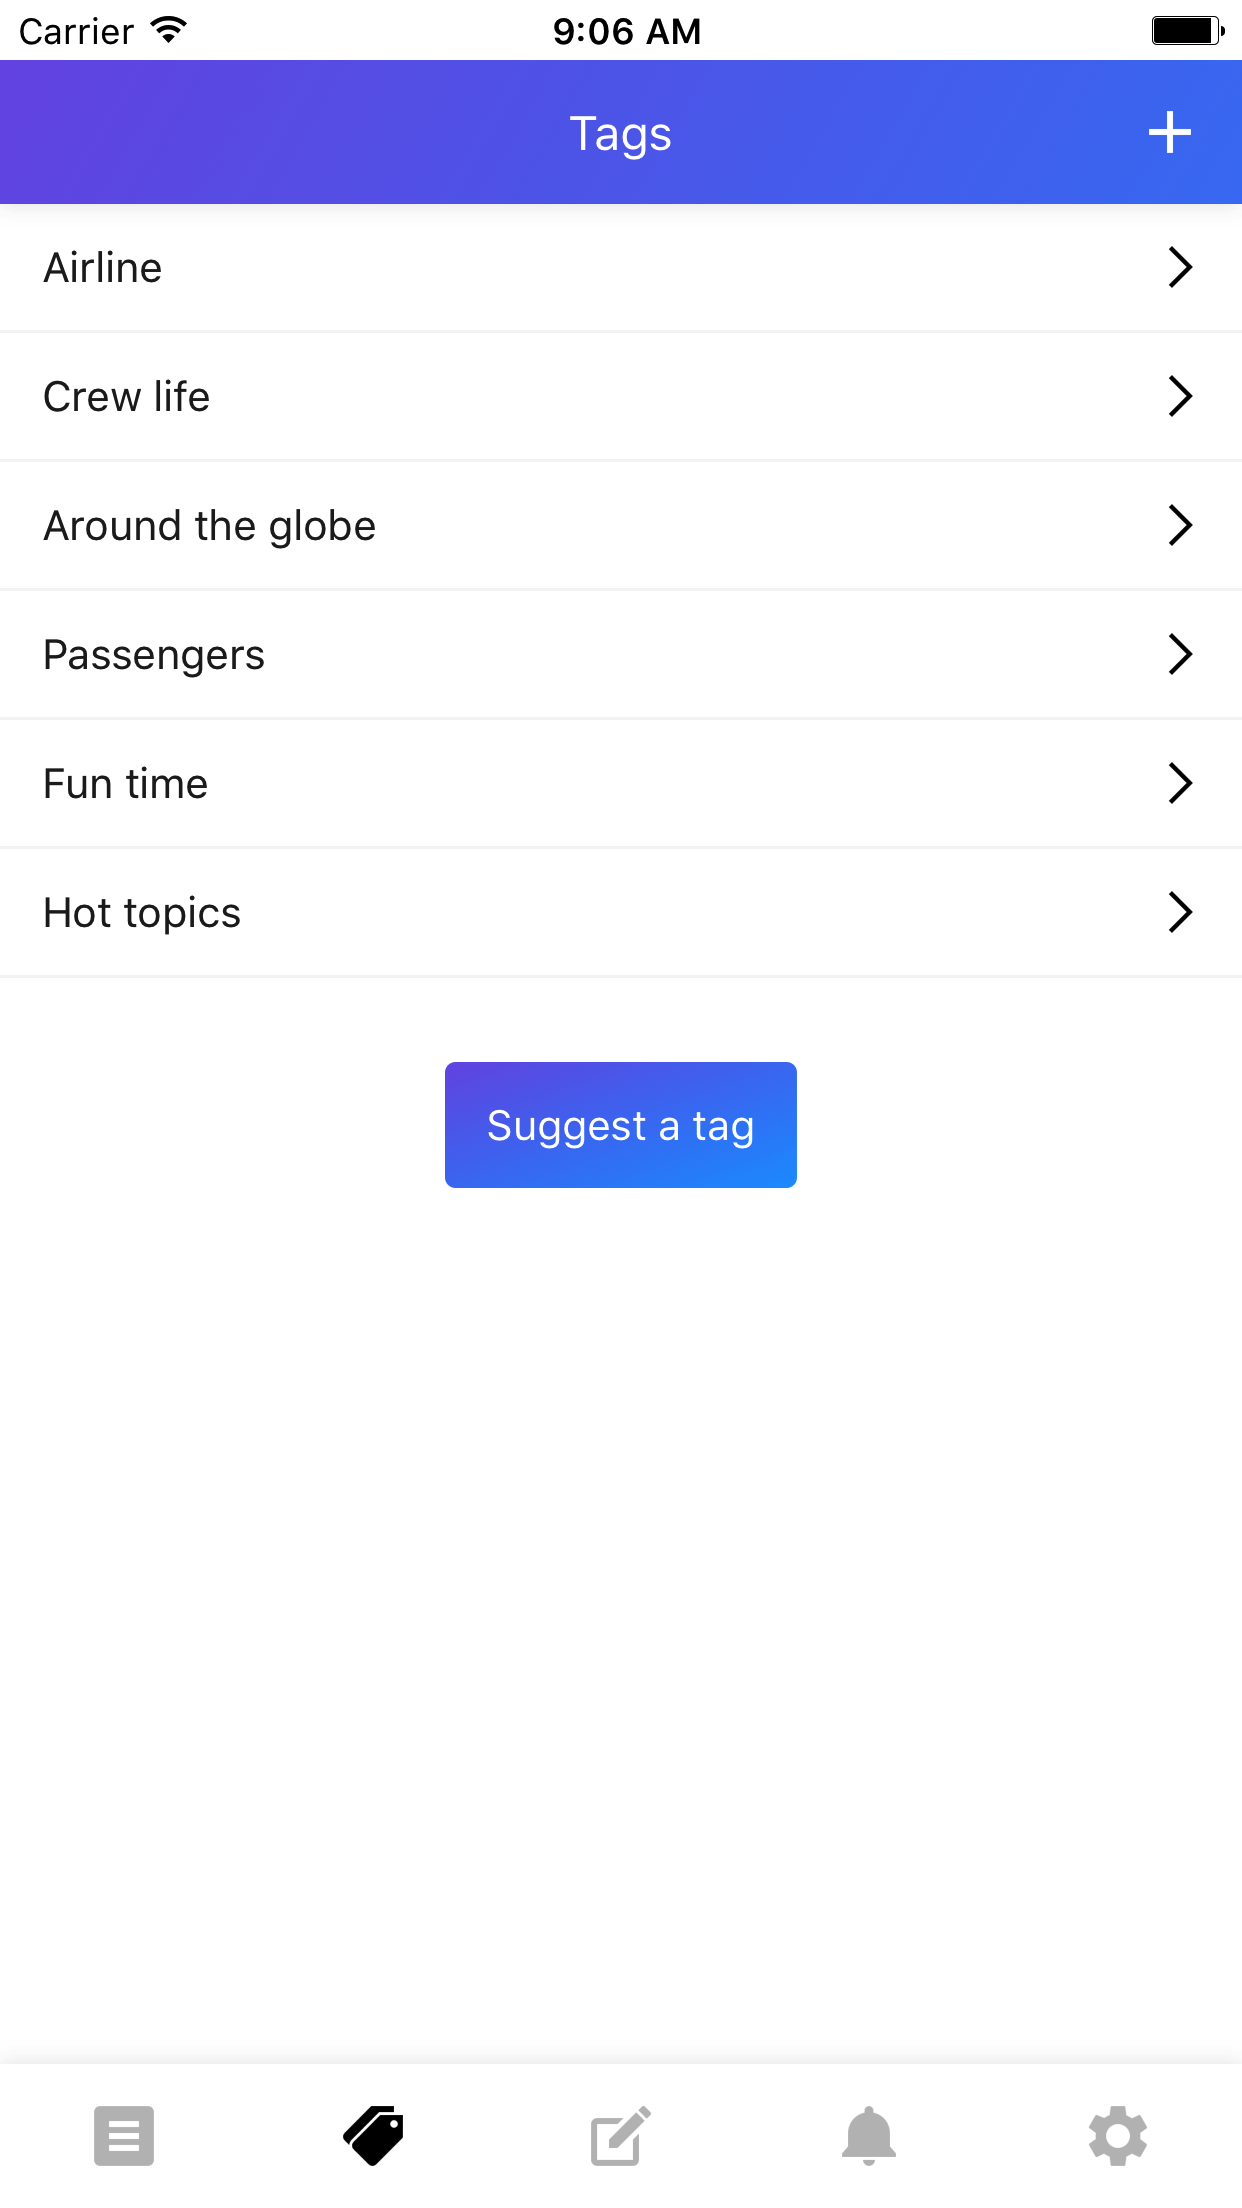 Carrier 9:06 AM
Tags
Airline
Crew life
Around the globe
Passengers
Fun time
Hot topics
Suggest a tag